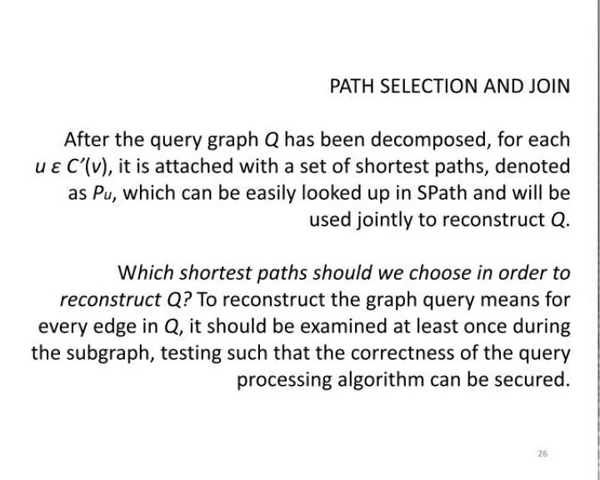 PATH SELECTION AND JOIN
After the query graph Q has been decomposed, for each
u ε C′(v), it is attached with a set of shortest paths, denoted
as Pu, which can be easily looked up in SPath and will be
used jointly to reconstruct Q.
Which shortest paths should we choose in order to
reconstruct Q? To reconstruct the graph query means for
every edge in Q, it should be examined at least once during
the subgraph, testing such that the correctness of the query
processing algorithm can be secured.
26